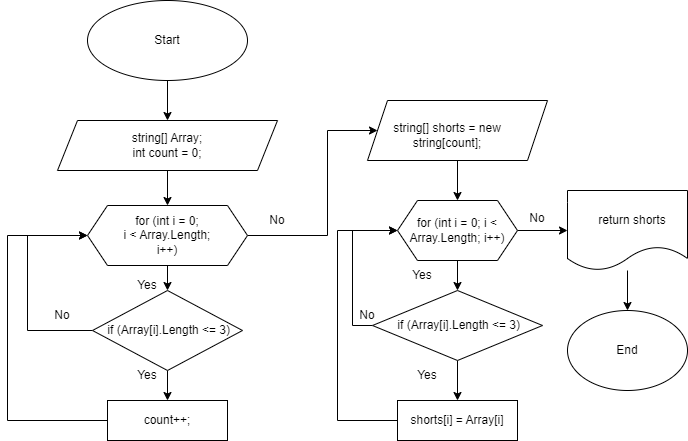 Start
string[] Array;
int count = 0;
for (int i = 0;
i < Array.Length;
i++)
No
Yes
No
if (Array[i].Length <= 3)
Yes
count++;
string[] shorts = new
string[count];
for (int i = 0; i <
Array.Length; i++)
No
Yes
No
if (Array[i].Length <= 3)
Yes
shorts[i] = Array[i]
return shorts
End